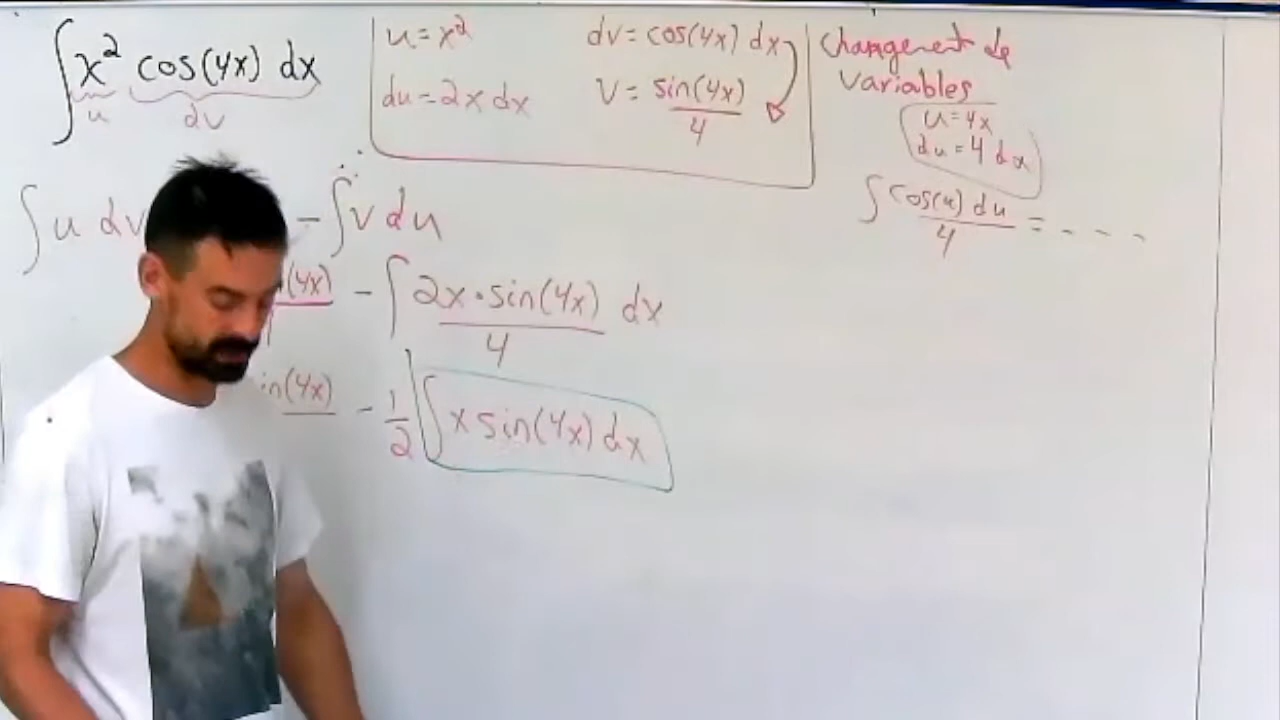 ∫ x² cos(4x) dx
u dv
u = x² dv = cos(4x) dx
du = 2x dx v = sin(4x)/4
changement de
variables
u = 4x
du = 4 dx
∫ cos(u) du/4 = - - - -
∫ u dv - ∫ v du
(4x) - ∫ 2x·sin(4x)/4 dx
in(4x) - 1/2 ∫ x sin(4x) dx